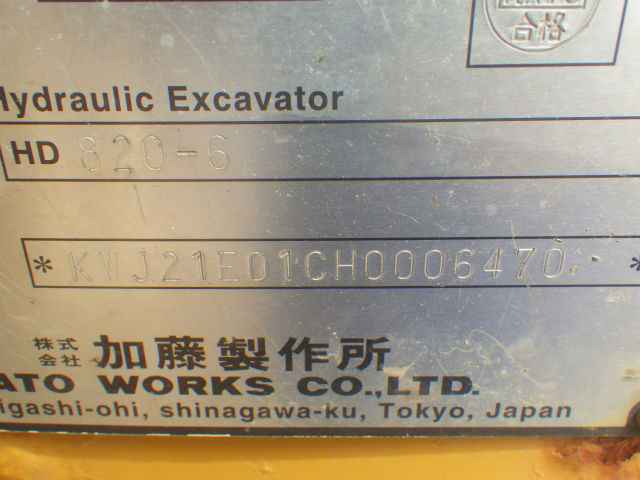 合格
Hydraulic Excavator
HD 820-6
* KWJ21E01CH0006470. *
株式会社 加藤製作所
ATO WORKS CO.,LTD.
igashi-ohi, shinagawa-ku, Tokyo, Japan